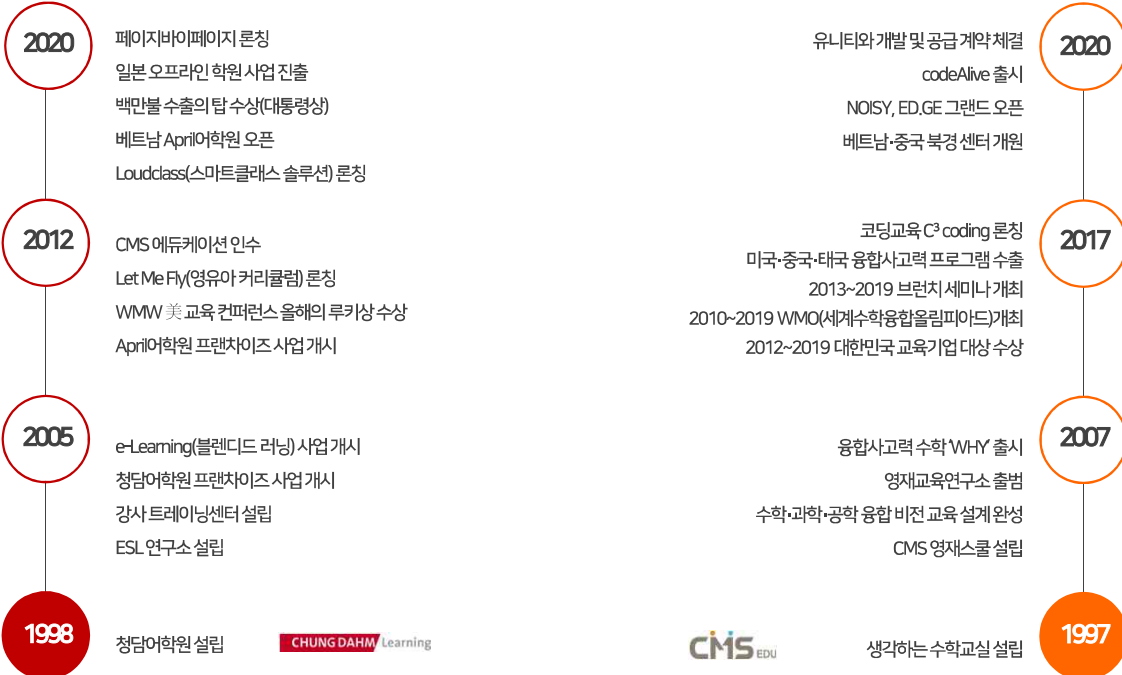 2020
페이지바이페이지 론칭
일본 오프라인 학원 사업 진출
백만불 수출의 탑 수상(대통령상)
베트남 April어학원 오픈
Loudclass(스마트클래스 솔루션) 론칭
2012
CMS 에듀케이션 인수
Let Me Fly(영유아 커리큘럼) 론칭
WMW 美 교육 컨퍼런스 올해의 루키상 수상
April어학원 프랜차이즈 사업 개시
2005
e-Learning(블렌디드 러닝) 사업 개시
청담어학원 프랜차이즈 사업 개시
강사 트레이닝센터 설립
ESL 연구소 설립
1998
청담어학원 설립
CHUNG DAHM Learning
2020
유니티와 개발 및 공급 계약 체결
codeAlive 출시
NOISY, ED.GE 그랜드 오픈
베트남·중국 북경 센터 개원
2017
코딩교육 C³ coding 론칭
미국·중국·태국 융합사고력 프로그램 수출
2013~2019 브런치 세미나 개최
2010~2019 WMO(세계수학융합올림피아드)개최
2012~2019 대한민국 교육기업 대상 수상
2007
융합사고력 수학 'WHY' 출시
영재교육연구소 출범
수학·과학·공학 융합 비전 교육 설계 완성
CMS 영재스쿨 설립
1997
생각하는 수학교실 설립
CMS EDU